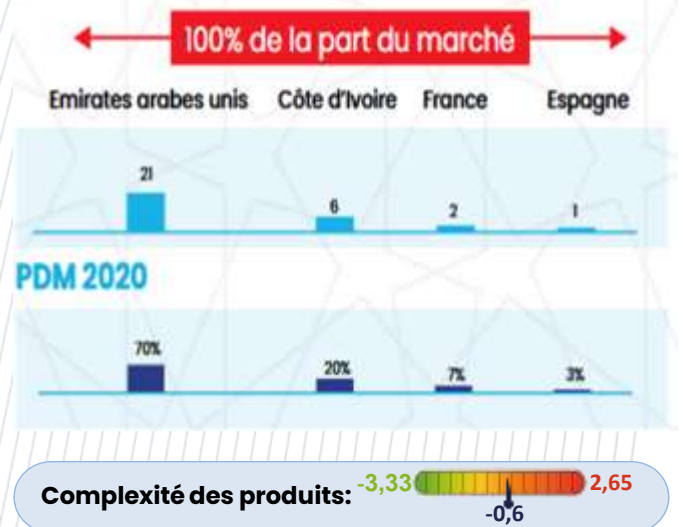 100% de la part du marché
Emirates arabes unis Côte d'Ivoire France Espagne
21 6 2 1
PDM 2020
70% 20% 7% 3%
Complexité des produits: -3,33 2,65
-0,6